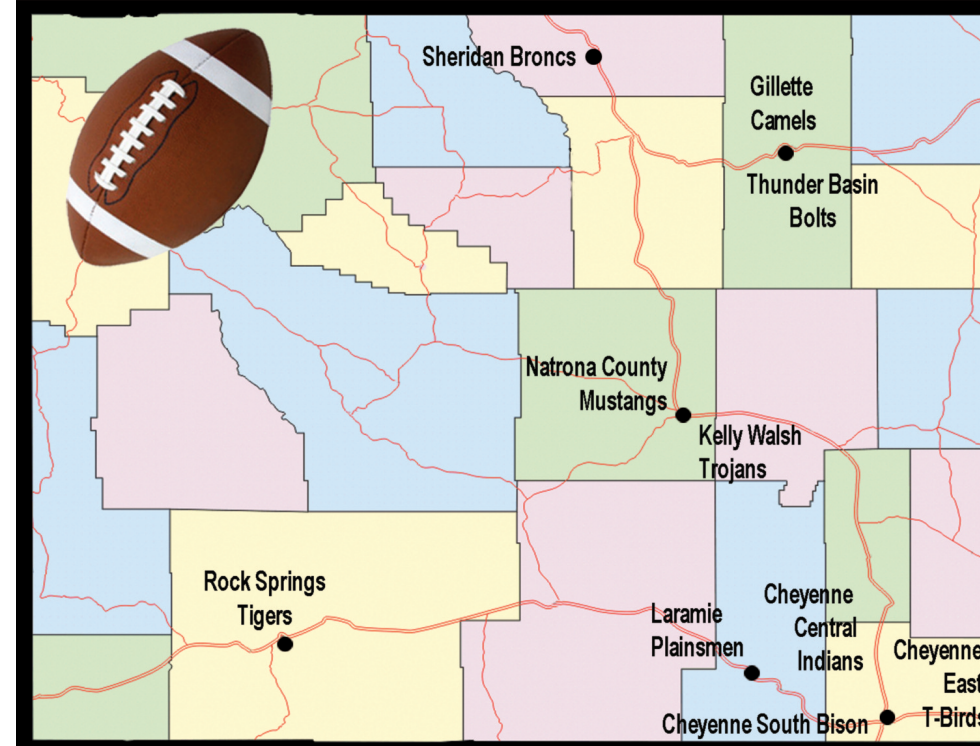 Sheridan Broncs
Gillette
Camels
Thunder Basin
Bolts
Natrona County
Mustangs
Kelly Walsh
Trojans
Rock Springs
Tigers
Laramie
Plainsmen
Cheyenne
Central
Indians
Cheyenne
East
T-Birds
Cheyenne South Bison